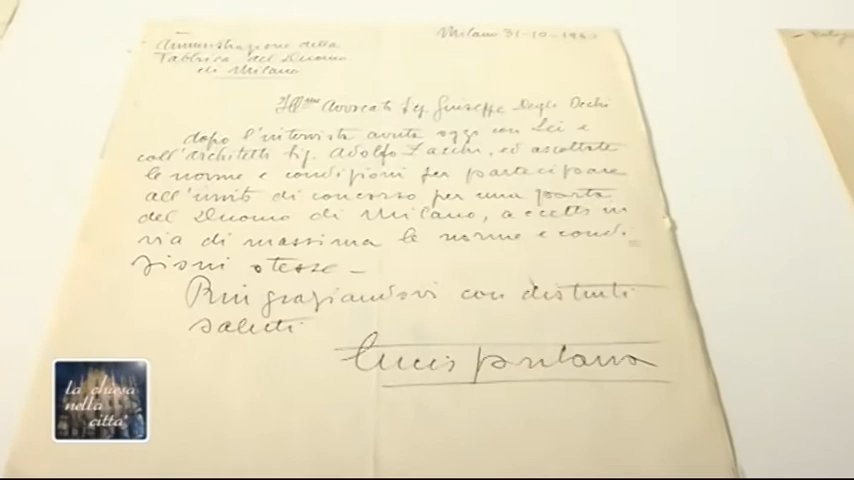 Amministrazione della Milano 31-10-
Fabbrica del Duomo
di Milano
Ill^mo Avvocato Sig. Giuseppe Degli Occhi
dopo l'intervista avuta oggi con Lei e
coll'architetto Sig. Adolfo Zacchi, ed ascoltate
le norme e condizioni per partecipare
all'invito di concorso per una porta
del Duomo di Milano, accetto in
via di massima le norme e condi-
zioni stesse –
Ringraziandovi con distinti
saluti
Lucio Fontana
la chiesa
nella
città